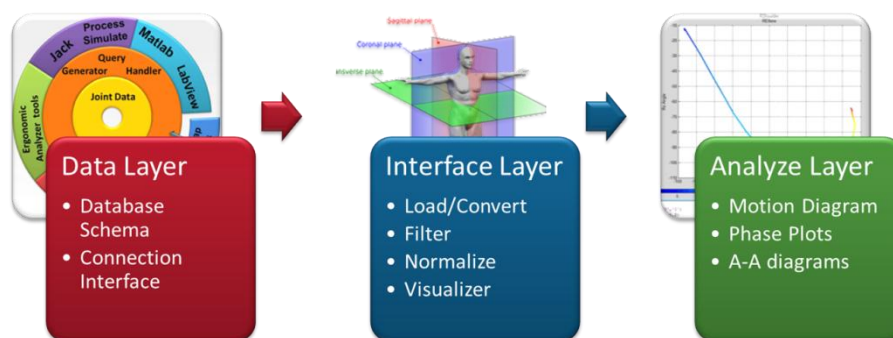 Process
Simulate
Jack
Matlab
LabView
Query
Generator
Handler
Joint Data
Ergonomic
Analyzer tools
Data Layer
• Database
Schema
• Connection
Interface
Sagittal plane
Coronal plane
plane
Interface Layer
• Load/Convert
• Filter
• Normalize
• Visualizer
Analyze Layer
• Motion Diagram
• Phase Plots
• A-A diagrams